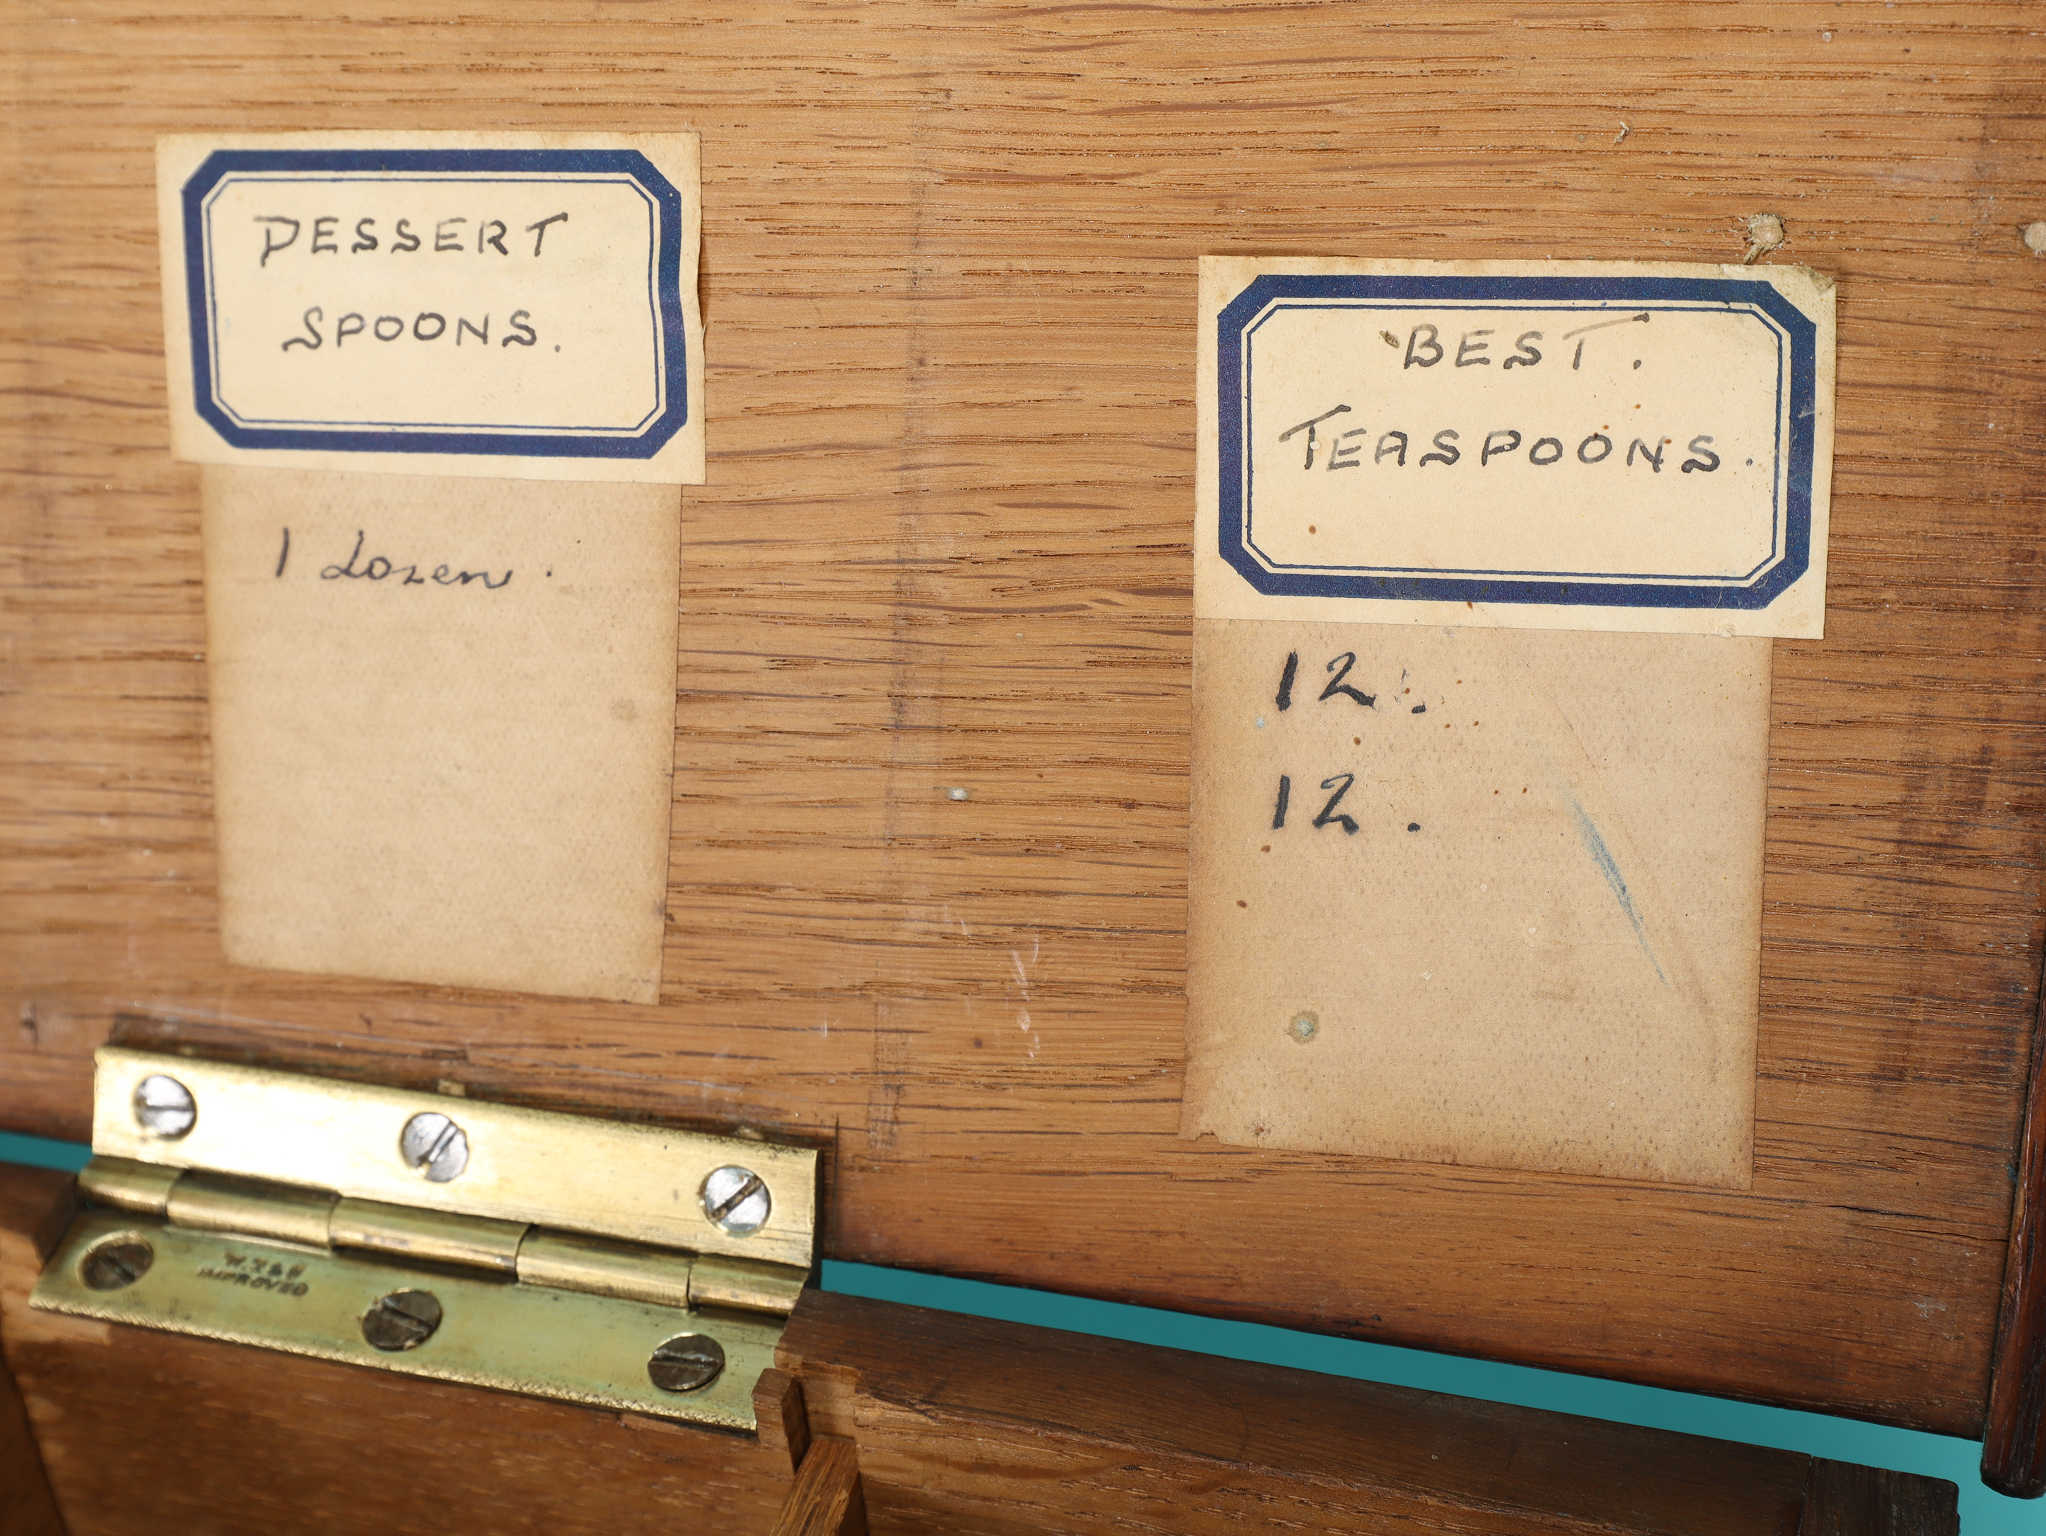 DESSERT
SPOONS.
1 dozen.
BEST.
TEASPOONS.
12.
12.
IMPROVED